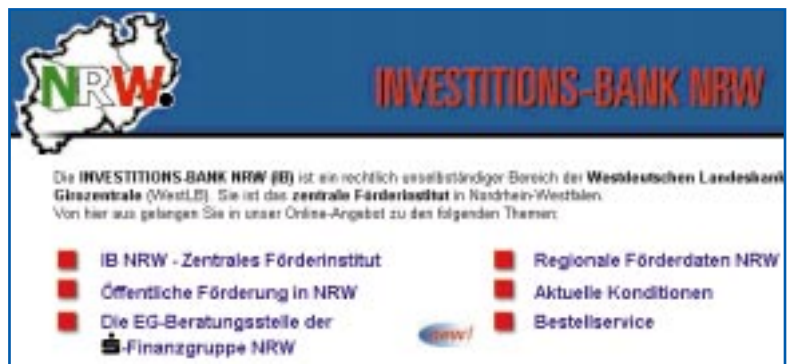 NRW.
INVESTITIONS-BANK NRW
Die INVESTITIONS-BANK NRW (IB) ist ein rechtlich unselbständiger Bereich der Westdeutschen Landesbank
Girozentrale (WestLB). Sie ist das zentrale Förderinstitut in Nordrhein-Westfalen.
Von hier aus gelangen Sie in unser Online-Angebot zu den folgenden Themen:
IB NRW - Zentrales Förderinstitut
Öffentliche Förderung in NRW
Die EG-Beratungsstelle der
S-Finanzgruppe NRW
Regionale Förderdaten NRW
Aktuelle Konditionen
new! Bestellservice